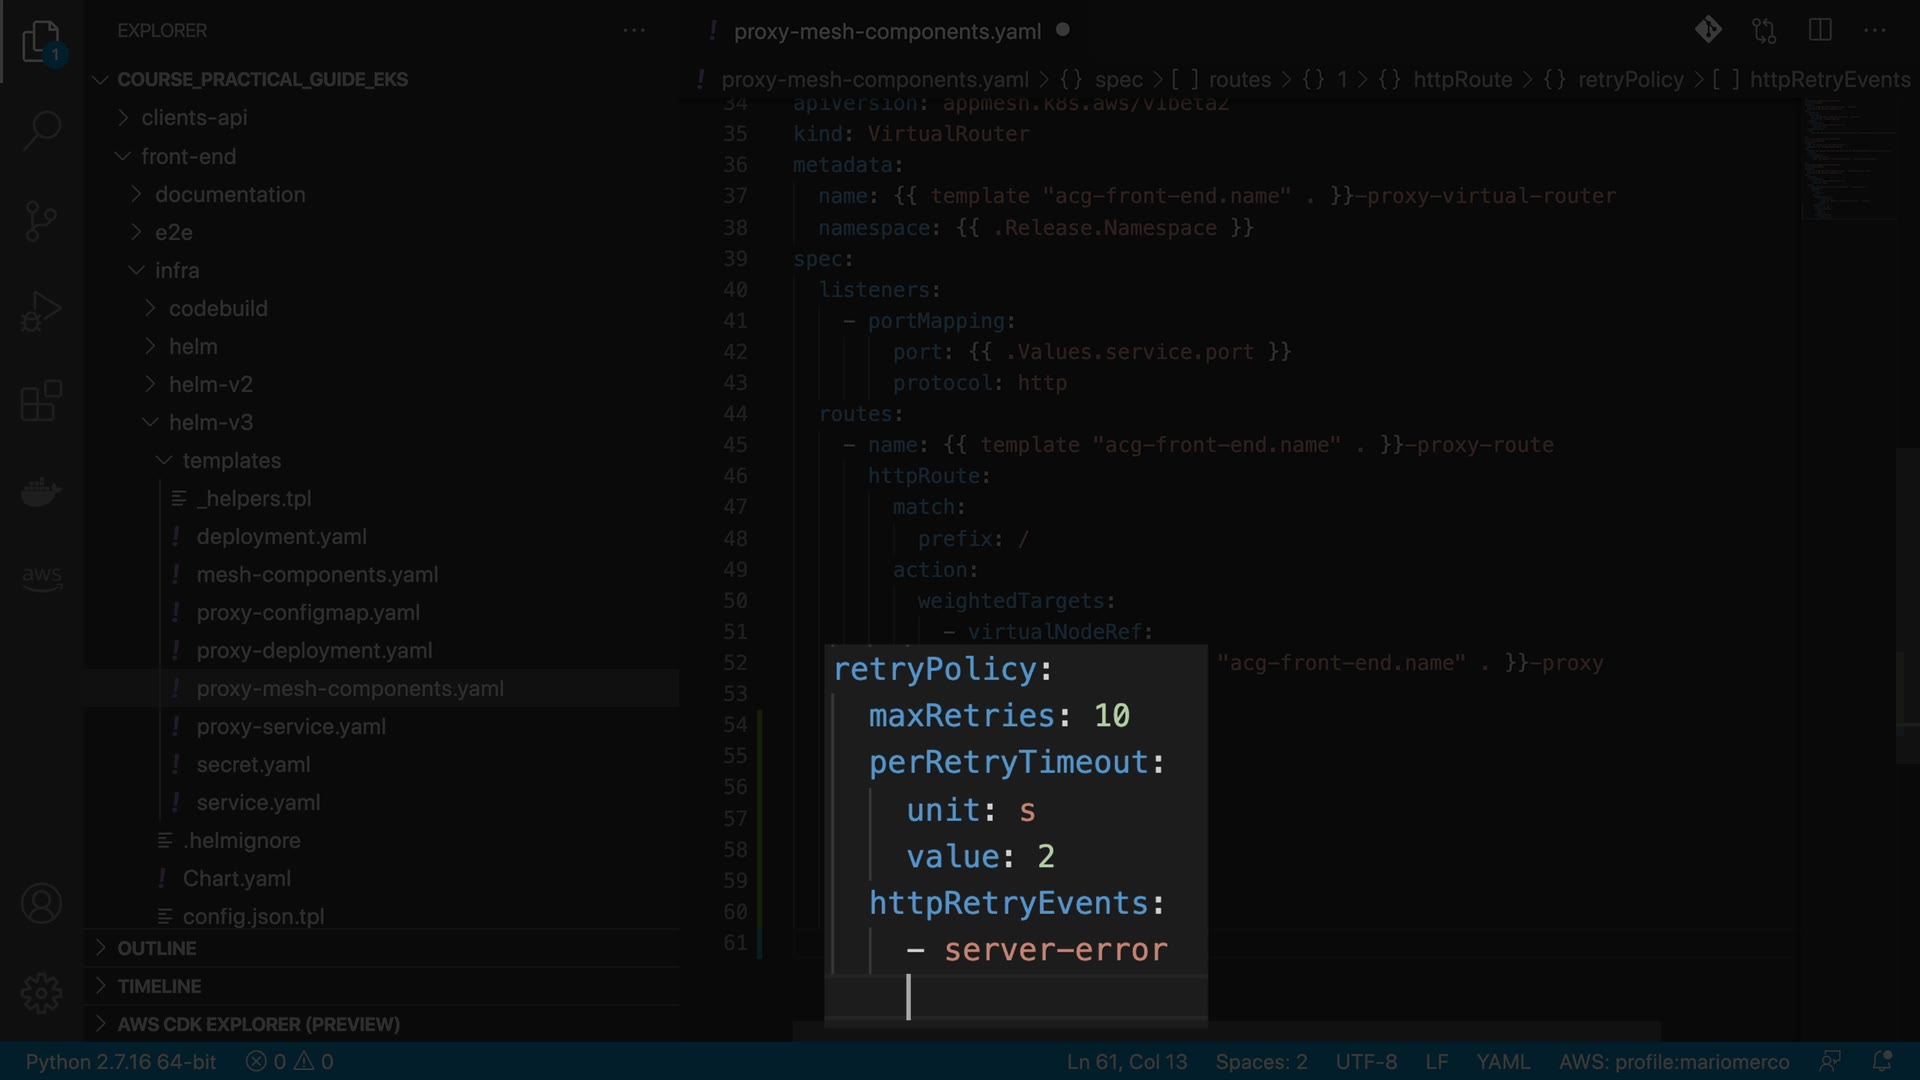 EXPLORER
1
COURSE_PRACTICAL_GUIDE_EKS
clients-api
front-end
documentation
e2e
infra
codebuild
helm
helm-v2
helm-v3
templates
_helpers.tpl
! deployment.yaml
! mesh-components.yaml
! proxy-configmap.yaml
! proxy-deployment.yaml
! proxy-mesh-components.yaml
! proxy-service.yaml
! secret.yaml
! service.yaml
.helmignore
! Chart.yaml
config.json.tpl
OUTLINE
TIMELINE
AWS CDK EXPLORER (PREVIEW)
aws
! proxy-mesh-components.yaml
! proxy-mesh-components.yaml > {} spec > [ ] routes > {} 1 > {} httpRoute > {} retryPolicy > [ ] httpRetryEvents
34 apiVersion: appmesh.k8s.aws/v1beta2
35 kind: VirtualRouter
36 metadata:
37 name: {{ template "acg-front-end.name" . }}-proxy-virtual-router
38 namespace: {{ .Release.Namespace }}
39 spec:
40 listeners:
41 - portMapping:
42 port: {{ .Values.service.port }}
43 protocol: http
44 routes:
45 - name: {{ template "acg-front-end.name" . }}-proxy-route
46 httpRoute:
47 match:
48 prefix: /
49 action:
50 weightedTargets:
51 - virtualNodeRef:
52 "acg-front-end.name" . }}-proxy
53
54
55
56
57
58
59
60
61
retryPolicy:
maxRetries: 10
perRetryTimeout:
unit: s
value: 2
httpRetryEvents:
- server-error
Python 2.7.16 64-bit 0 0 Ln 61, Col 13 Spaces: 2 UTF-8 LF YAML AWS: profile:mariomerco